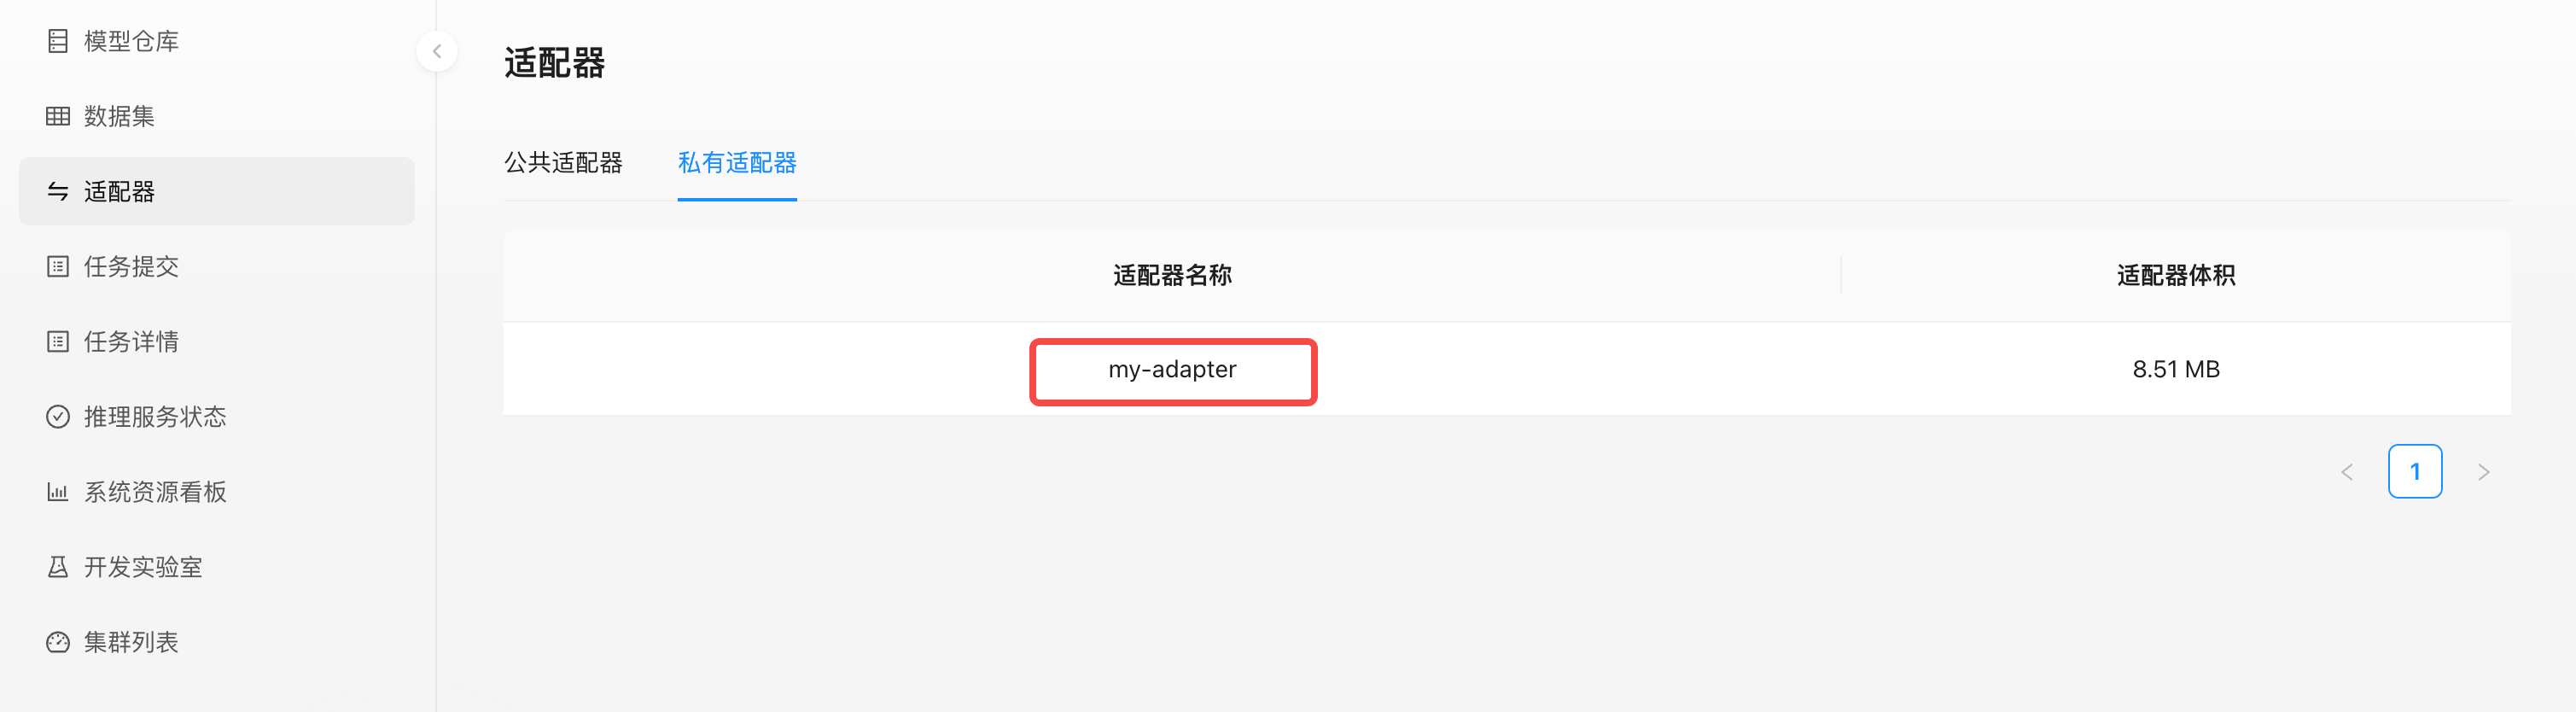 模型仓库
数据集
适配器
任务提交
任务详情
推理服务状态
系统资源看板
开发实验室
集群列表
适配器
公共适配器 私有适配器
适配器名称 适配器体积
my-adapter 8.51 MB
1